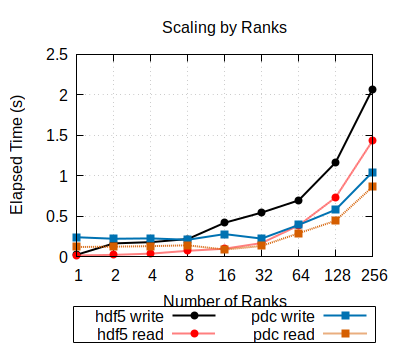 Scaling by Ranks
Elapsed Time (s)
2.5
2
1.5
1
0.5
0
1 2 4 8 16 32 64 128 256
Number of Ranks
hdf5 write pdc write
hdf5 read pdc read